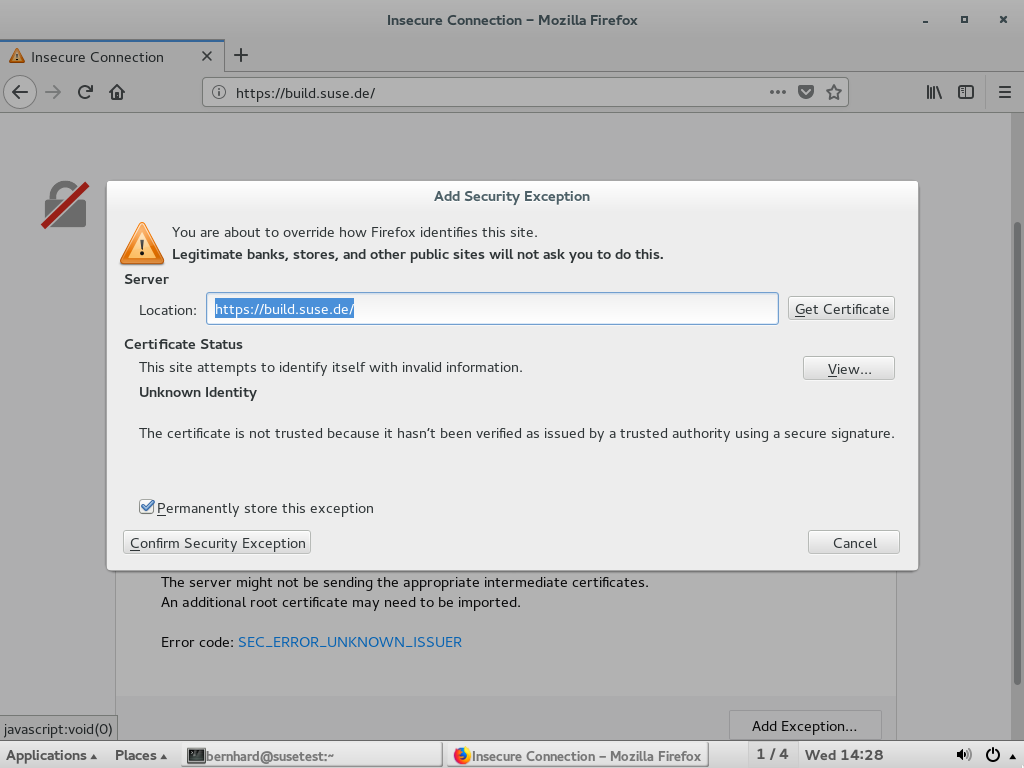 Insecure Connection – Mozilla Firefox
Insecure Connection
https://build.suse.de/
Add Security Exception
You are about to override how Firefox identifies this site.
Legitimate banks, stores, and other public sites will not ask you to do this.
Server
Location: https://build.suse.de/ Get Certificate
Certificate Status
This site attempts to identify itself with invalid information.
View...
Unknown Identity
The certificate is not trusted because it hasn't been verified as issued by a trusted authority using a secure signature.
Permanently store this exception
Confirm Security Exception Cancel
The server might not be sending the appropriate intermediate certificates.
An additional root certificate may need to be imported.
Error code: SEC_ERROR_UNKNOWN_ISSUER
Add Exception...
javascript:void(0)
Applications Places bernhard@susetest:~ Insecure Connection – Mozilla Firefox 1 / 4 Wed 14:28